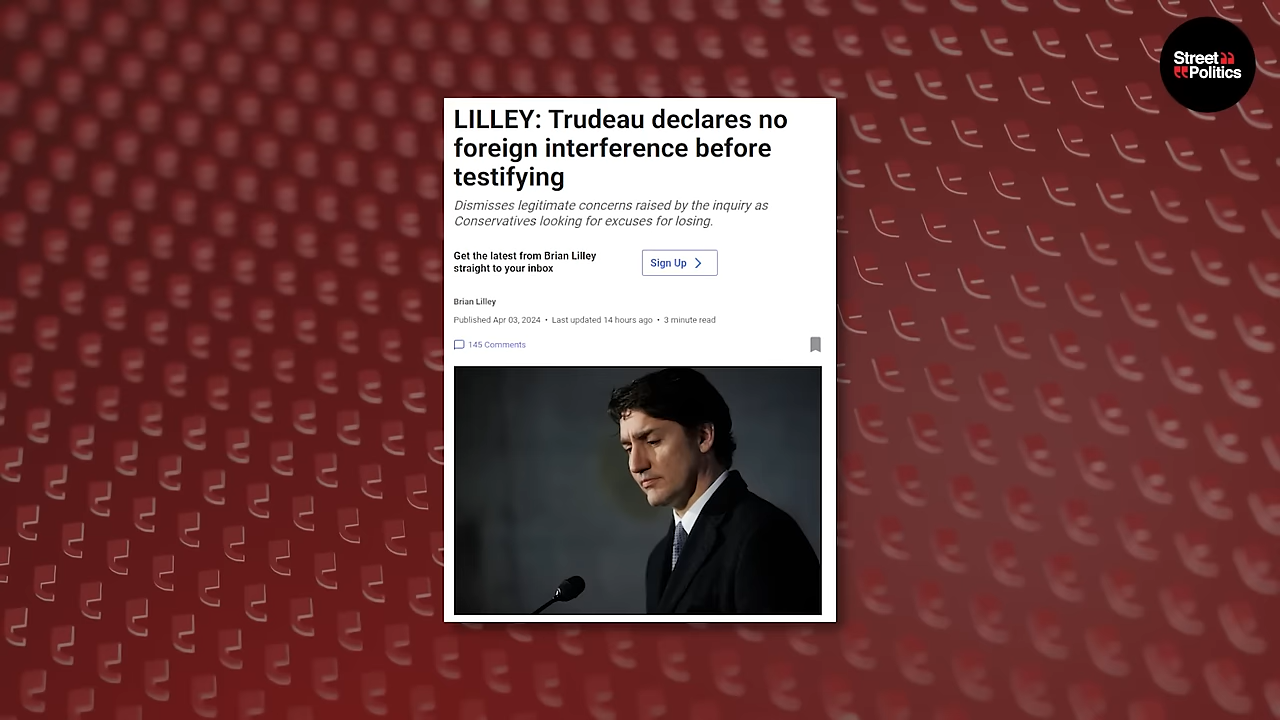 Street
Politics
LILLEY: Trudeau declares no
foreign interference before
testifying
Dismisses legitimate concerns raised by the inquiry as
Conservatives looking for excuses for losing.
Get the latest from Brian Lilley
straight to your inbox
Sign Up
Brian Lilley
Published Apr 03, 2024 • Last updated 14 hours ago • 3 minute read
145 Comments